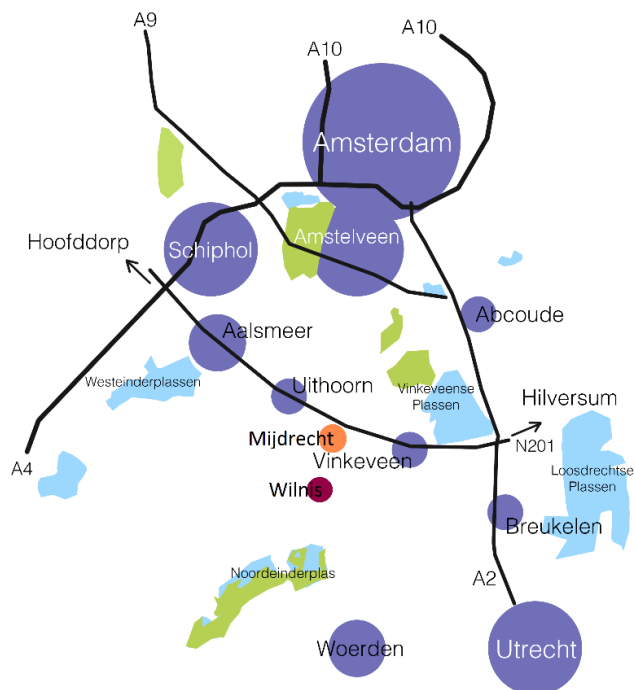 A9
A10
A10
Amsterdam
Hoofddorp
Schiphol
Amstelveen
Abcoude
Aalsmeer
Westeinderplassen
Uithoorn
Vinkeveense
Plassen
Hilversum
Mijdrecht
Vinkeveen
N201
A4
Loosdrechtse
Plassen
Wilnis
Breukelen
Noordeinderplas
A2
Woerden
Utrecht